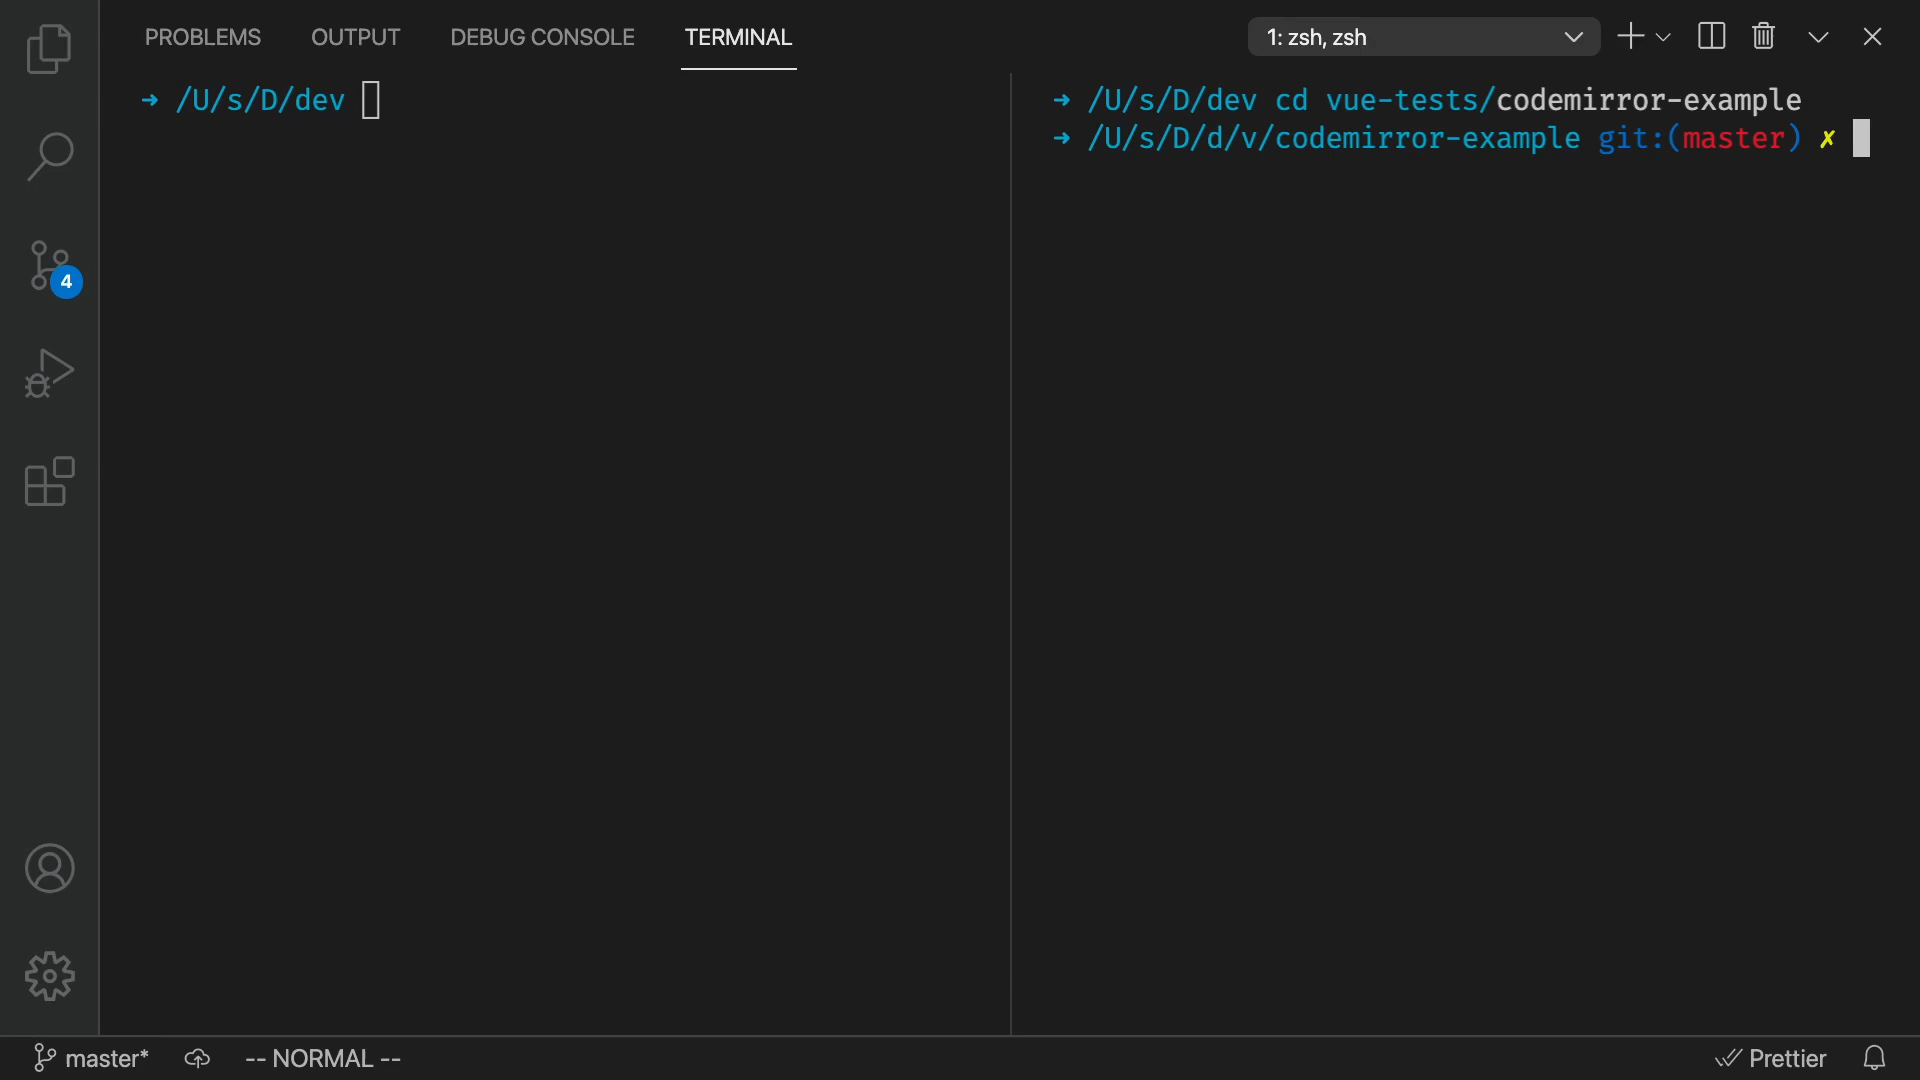 PROBLEMS OUTPUT DEBUG CONSOLE TERMINAL 1: zsh, zsh
➜ /U/s/D/dev
➜ /U/s/D/dev cd vue-tests/codemirror-example
➜ /U/s/D/d/v/codemirror-example git:(master) ✗
4
master* -- NORMAL -- Prettier